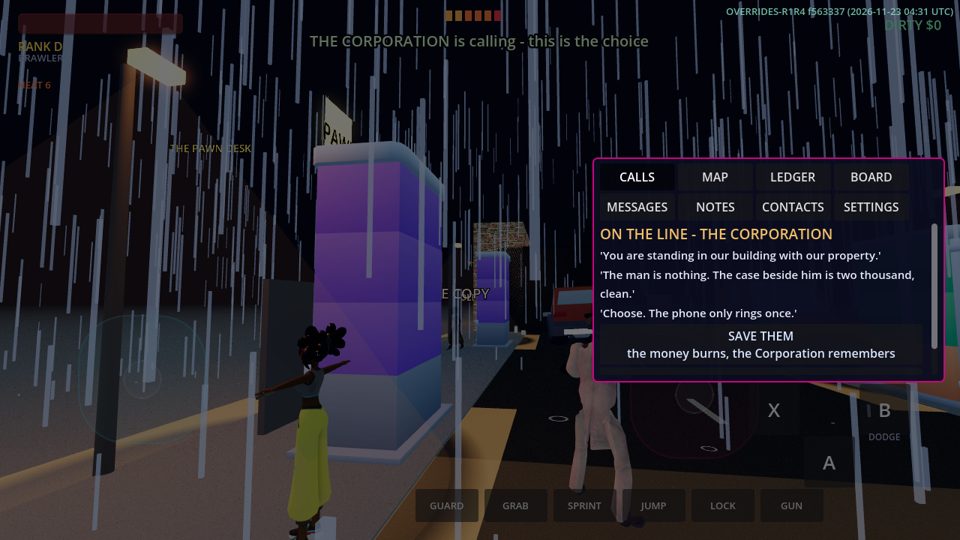 OVERRIDES-R1R4 f563337 (2026-11-23 04:31 UTC)
DIRTY $0
RANK D
BRAWLER
HEAT 6
THE CORPORATION is calling - this is the choice
PAW
THE PAWN DESK
CALLS
MAP
LEDGER
BOARD
MESSAGES
NOTES
CONTACTS
SETTINGS
ON THE LINE - THE CORPORATION
'You are standing in our building with our property.'
'The man is nothing. The case beside him is two thousand,
clean.'
'Choose. The phone only rings once.'
SAVE THEM
the money burns, the Corporation remembers
E COPY
X
B
DODGE
A
GUARD
GRAB
SPRINT
JUMP
LOCK
GUN